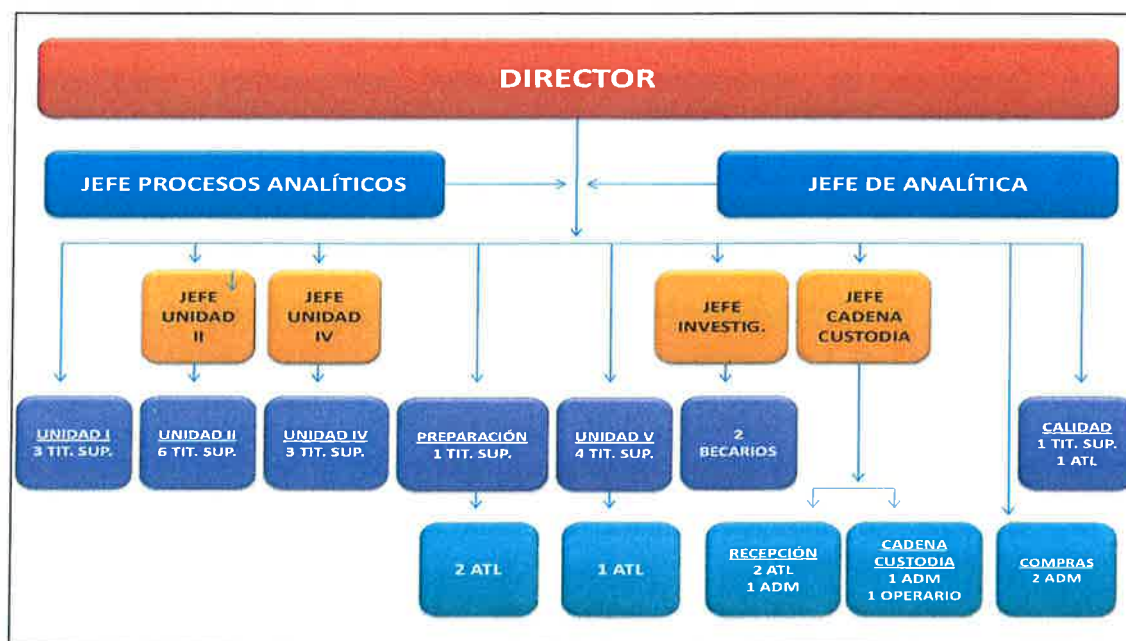 DIRECTOR
JEFE PROCESOS ANALÍTICOS
JEFE DE ANALÍTICA
JEFE
UNIDAD
II
JEFE
UNIDAD
IV
JEFE
INVESTIG.
JEFE
CADENA
CUSTODIA
UNIDAD I
3 TIT. SUP.
UNIDAD II
6 TIT. SUP.
UNIDAD IV
3 TIT. SUP.
PREPARACIÓN
1 TIT. SUP.
UNIDAD V
4 TIT. SUP.
2
BECARIOS
CALIDAD
1 TIT. SUP.
1 ATL
2 ATL
1 ATL
RECEPCIÓN
2 ATL
1 ADM
CADENA
CUSTODIA
1 ADM
1 OPERARIO
COMPRAS
2 ADM